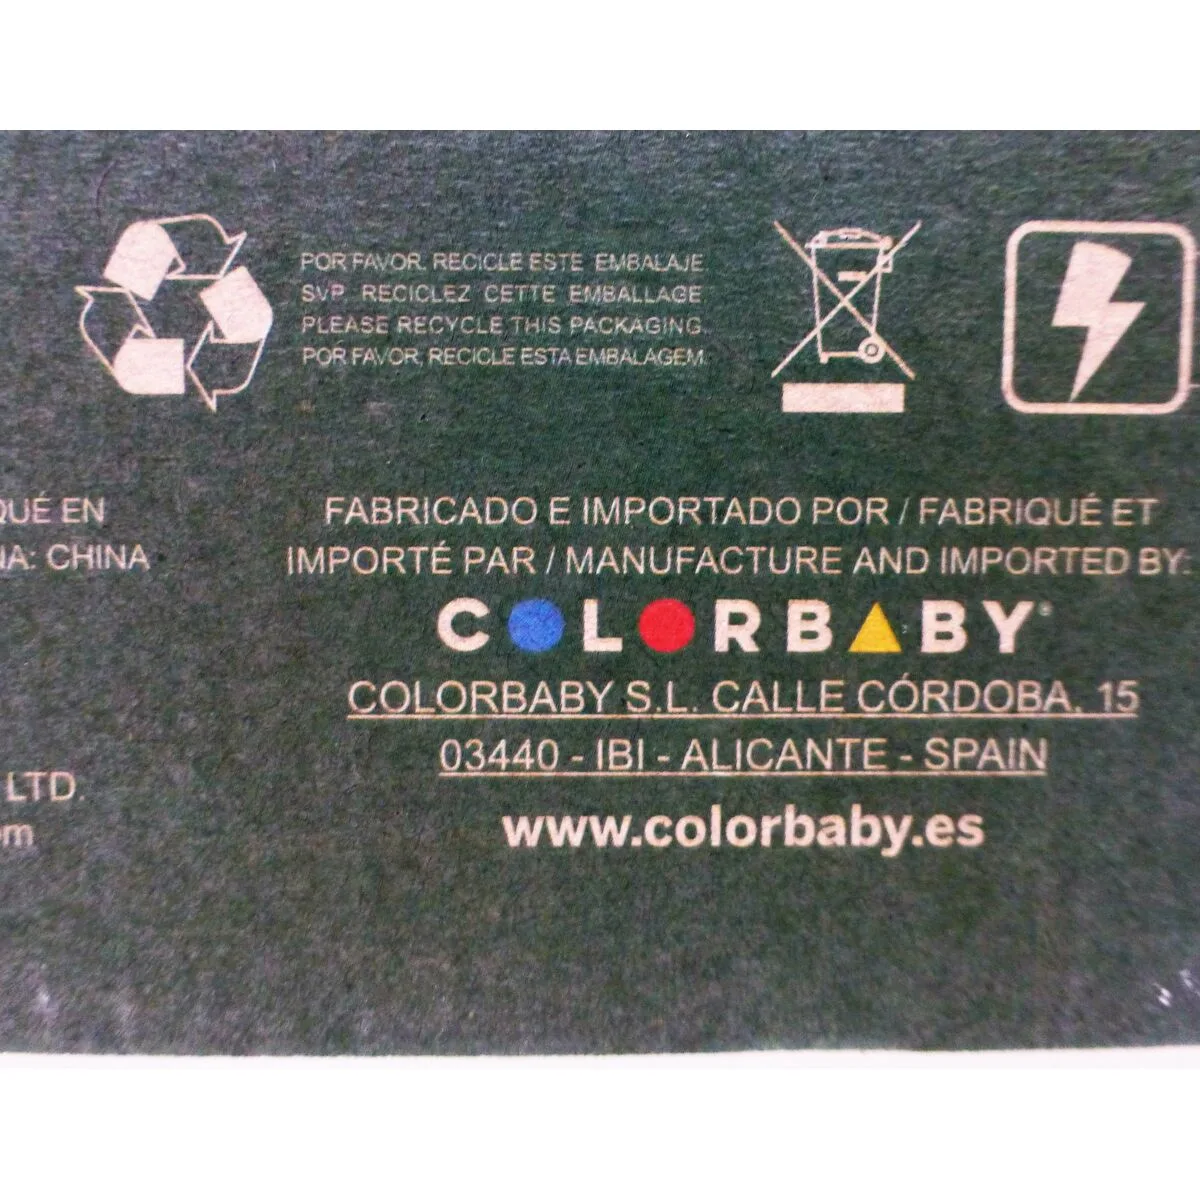 POR FAVOR, RECICLE ESTE EMBALAJE
SVP RECICLEZ CETTE EMBALLAGE
PLEASE RECYCLE THIS PACKAGING.
POR FAVOR, RECICLE ESTA EMBALAGEM
QUÉ EN
NA: CHINA
FABRICADO E IMPORTADO POR / FABRIQUÉ ET
IMPORTÉ PAR / MANUFACTURE AND IMPORTED BY:
COLORBABY®
COLORBABY S.L. CALLE CÓRDOBA, 15
03440 - IBI - ALICANTE - SPAIN
LTD.
om
www.colorbaby.es